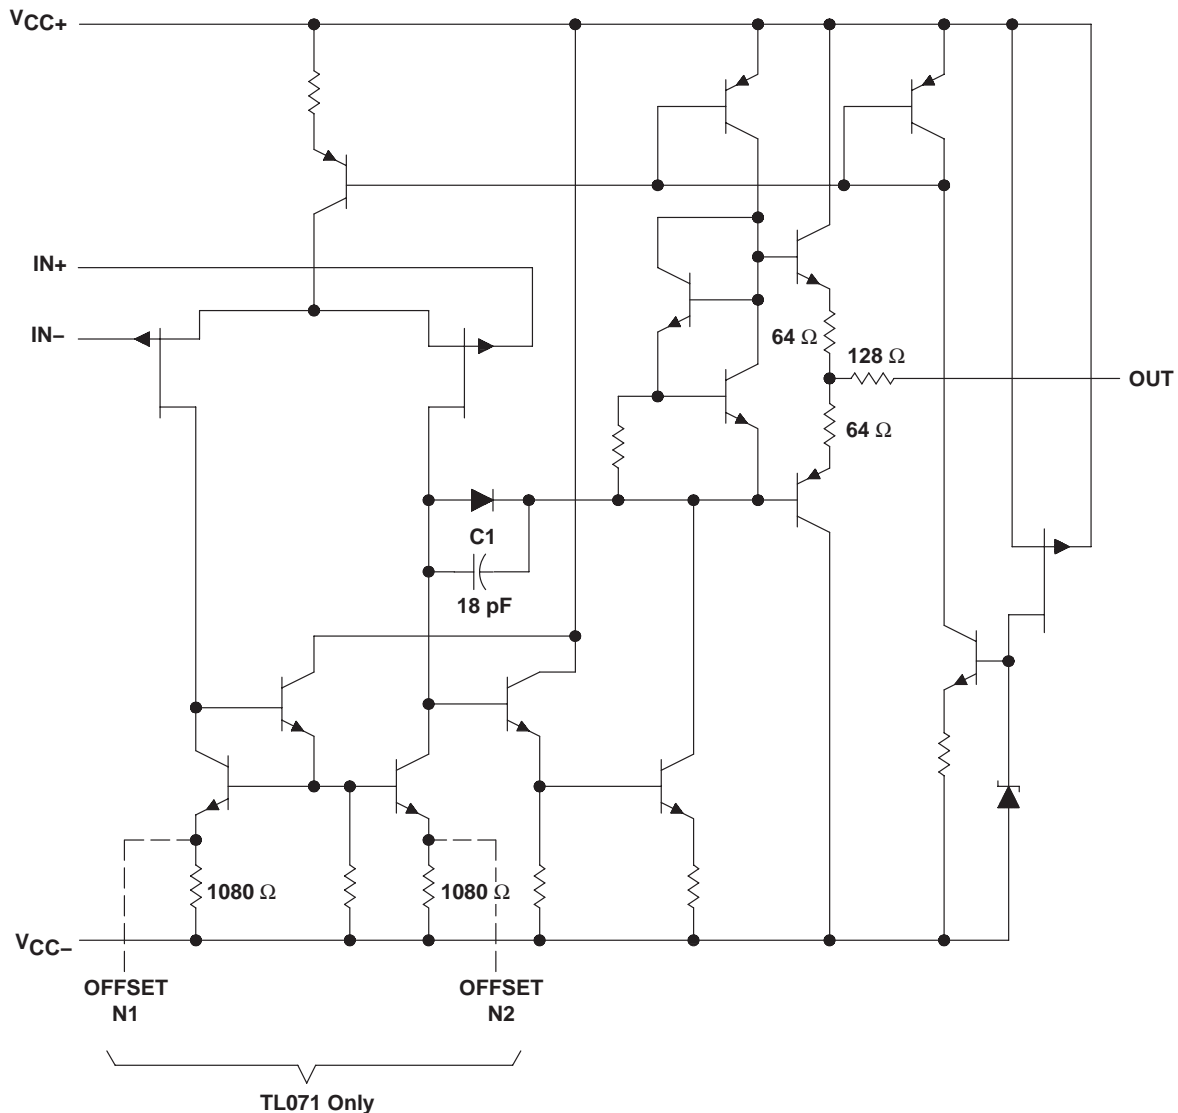 VCC+
IN+
IN−
64 Ω
128 Ω
OUT
64 Ω
C1
18 pF
1080 Ω
1080 Ω
VCC−
OFFSET
N1
OFFSET
N2
TL071 Only